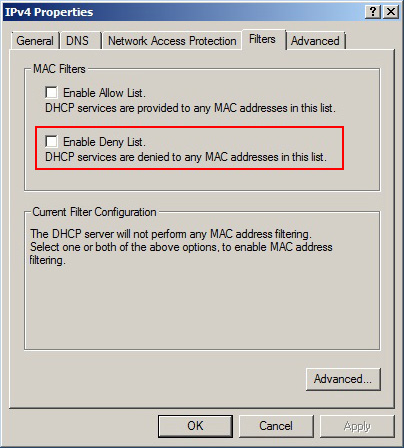 IPv4 Properties
General
DNS
Network Access Protection
Filters
Advanced
MAC Filters
Enable Allow List.
DHCP services are provided to any MAC addresses in this list.
Enable Deny List.
DHCP services are denied to any MAC addresses in this list.
Current Filter Configuration
The DHCP server will not perform any MAC address filtering.
Select one or both of the above options, to enable MAC address
filtering.
Advanced...
OK
Cancel
Apply